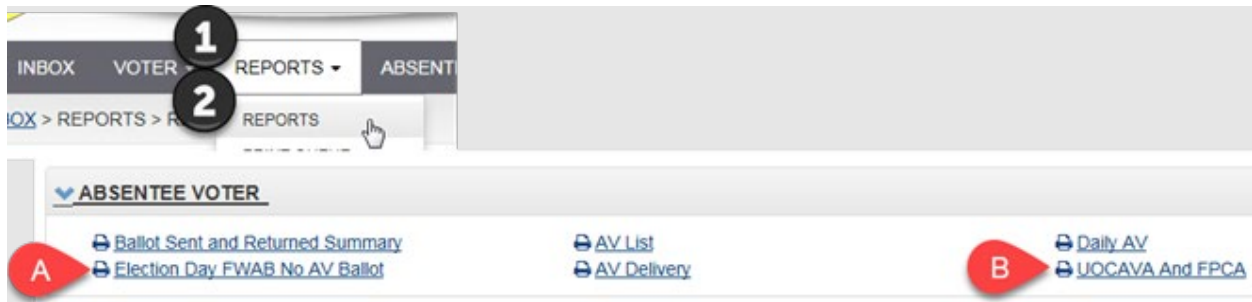 1
INBOX VOTER REPORTS ABSENT
2
BOX > REPORTS > R REPORTS
ABSENTEE VOTER
Ballot Sent and Returned Summary AV List Daily AV
A Election Day FWAB No AV Ballot AV Delivery B UOCAVA And FPCA